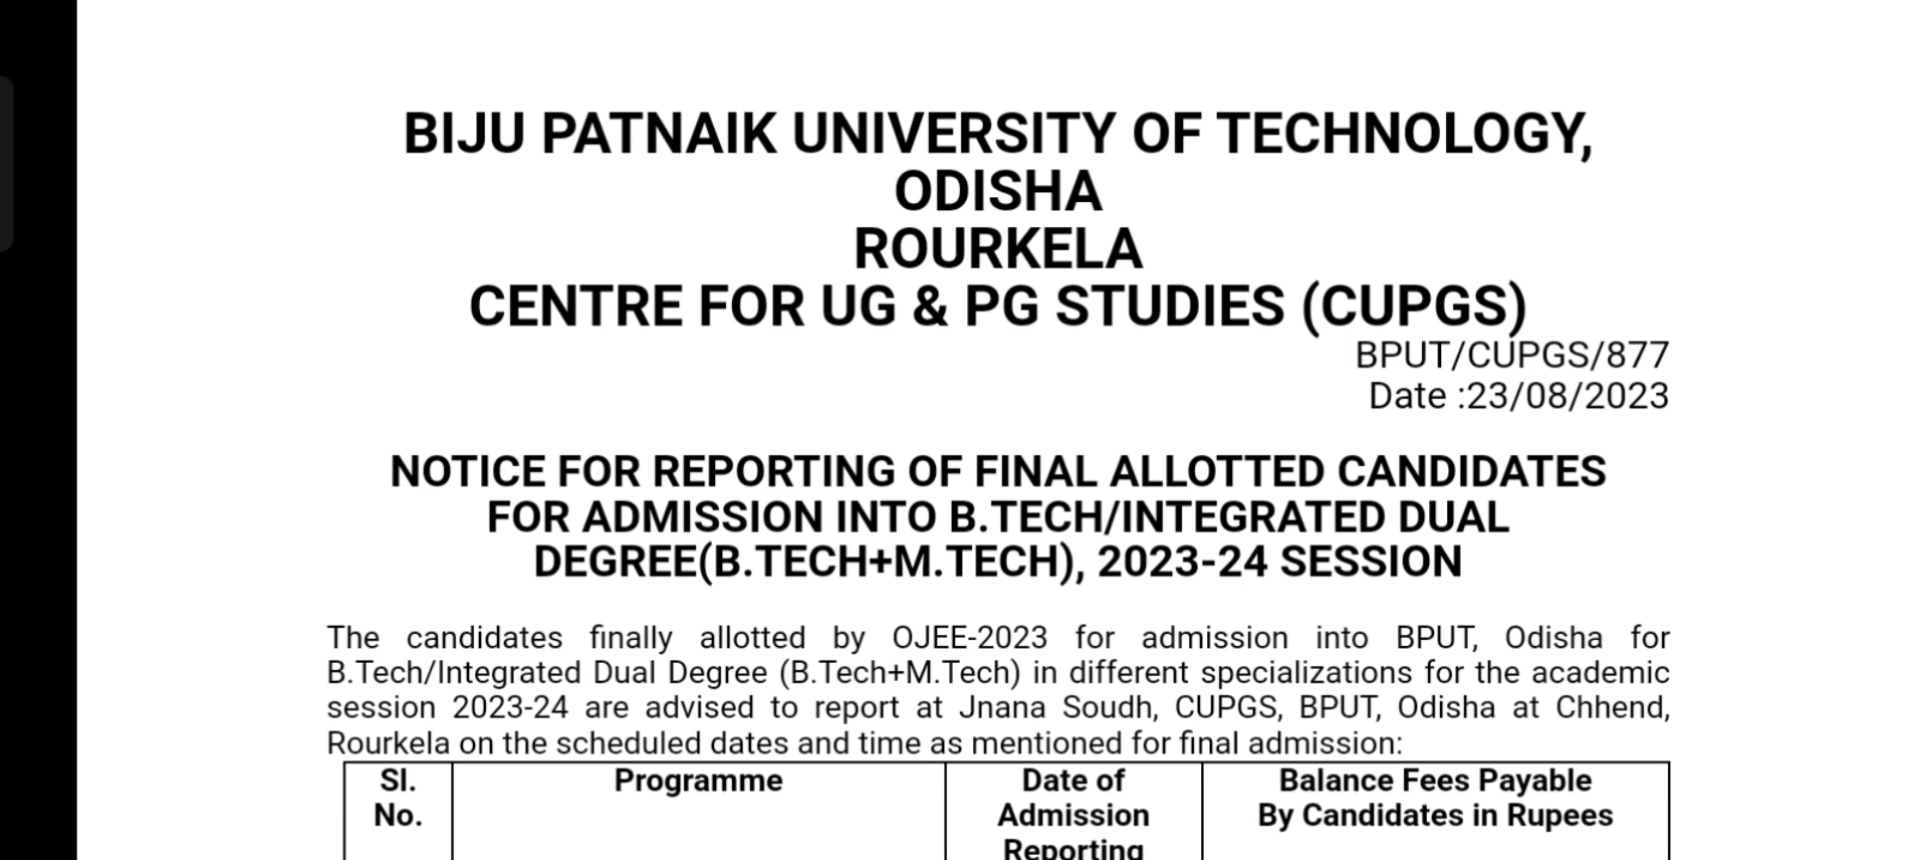 BIJU PATNAIK UNIVERSITY OF TECHNOLOGY,
ODISHA
ROURKELA
CENTRE FOR UG & PG STUDIES (CUPGS)
BPUT/CUPGS/877
Date :23/08/2023
NOTICE FOR REPORTING OF FINAL ALLOTTED CANDIDATES
FOR ADMISSION INTO B.TECH/INTEGRATED DUAL
DEGREE(B.TECH+M.TECH), 2023-24 SESSION
The candidates finally allotted by OJEE-2023 for admission into BPUT, Odisha for
B.Tech/Integrated Dual Degree (B.Tech+M.Tech) in different specializations for the academic
session 2023-24 are advised to report at Jnana Soudh, CUPGS, BPUT, Odisha at Chhend,
Rourkela on the scheduled dates and time as mentioned for final admission:
Sl. Programme Date of Balance Fees Payable
No. Admission By Candidates in Rupees
Reporting